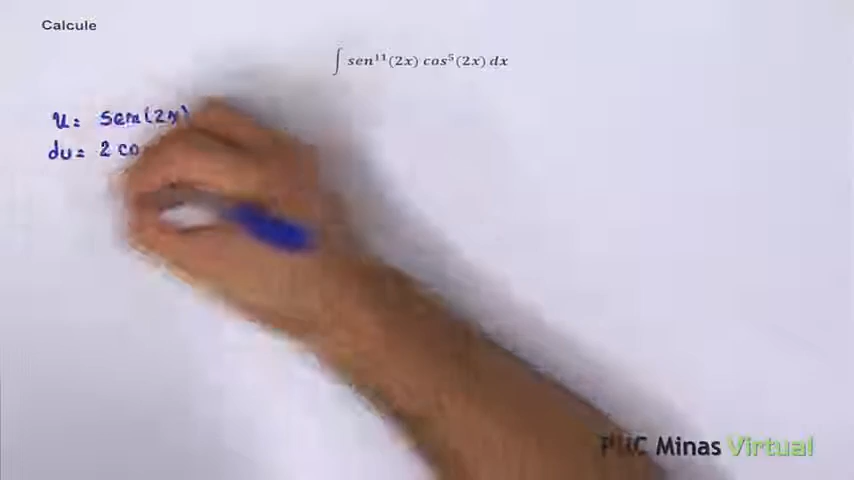 Calcule
∫ sen¹¹(2x) cos⁵(2x) dx
u = sen(2x)
du = 2 co
PUC Minas Virtual